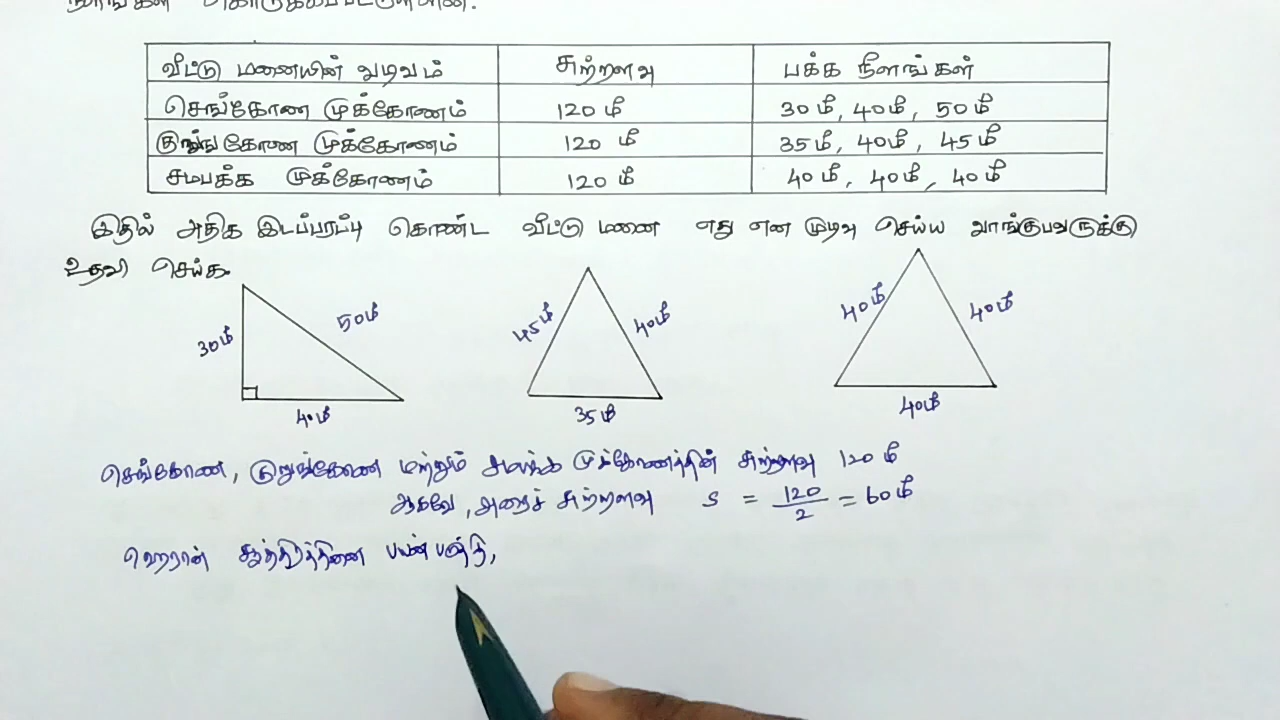 வீட்டு மனையின் வடிவம் சுற்றளவு பக்க நீளங்கள்
செங்கோண முக்கோணம் 120 மீ 30 மீ, 40 மீ, 50 மீ
குறுங்கோண முக்கோணம் 120 மீ 35 மீ, 40 மீ, 45 மீ
சமபக்க முக்கோணம் 120 மீ 40 மீ, 40 மீ, 40 மீ
இதில் அதிக இடப்பரப்பு கொண்ட வீட்டு மனை எது என முடிவு செய்ய வாங்குபவருக்கு
உதவி செய்க.
30 மீ 50 மீ 40 மீ
45 மீ 40 மீ 35 மீ
40 மீ 40 மீ 40 மீ
செங்கோண, குறுங்கோண மற்றும் சமபக்க முக்கோணத்தின் சுற்றளவு 120 மீ
ஆகவே, அரைச் சுற்றளவு S = 120/2 = 60 மீ
ஹெரான் சூத்திரத்தினை பயன்படுத்தி,